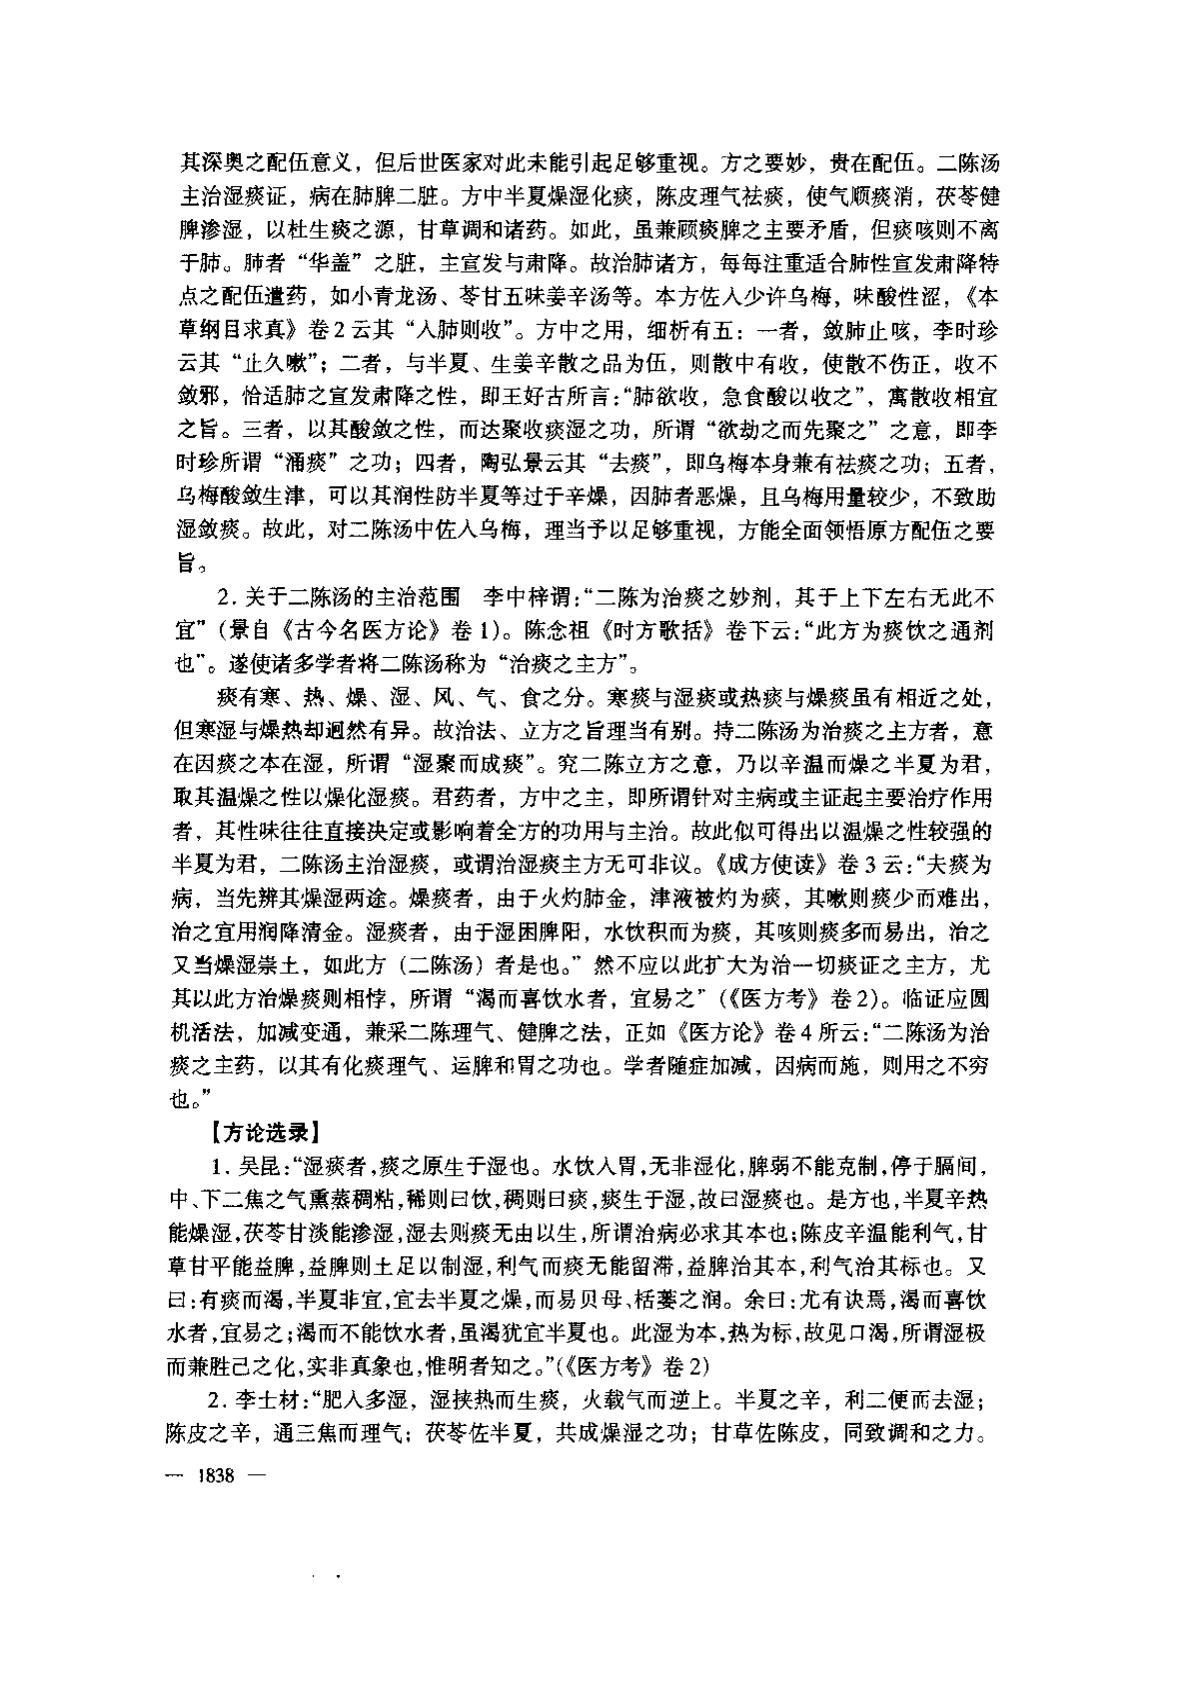 其深奥之配伍意义，但后世医家对此未能引起足够重视。方之要妙，贵在配伍。二陈汤
主治湿痰证，病在肺脾二脏。方中半夏燥湿化痰，陈皮理气祛痰，使气顺痰消，茯苓健
脾渗湿，以杜生痰之源，甘草调和诸药。如此，虽兼顾痰脾之主要矛盾，但痰咳则不离
于肺。肺者“华盖”之脏，主宣发与肃降。故治肺诸方，每每注重适合肺性宣发肃降特
点之配伍遣药，如小青龙汤、苓甘五味姜辛汤等。本方佐入少许乌梅，味酸性涩，《本
草纲目求真》卷2云其“入肺则收”。方中之用，细析有五：一者，敛肺止咳，李时珍
云其“止久嗽”；二者，与半夏、生姜辛散之品为伍，则散中有收，使散不伤正，收不
敛邪，恰适肺之宣发肃降之性，即王好古所言：“肺欲收，急食酸以收之”，寓散收相宜
之旨。三者，以其酸敛之性，而达聚收痰湿之功，所谓“欲劫之而先聚之”之意，即李
时珍所谓“涌痰”之功；四者，陶弘景云其“去痰”，即乌梅本身兼有祛痰之功；五者，
乌梅酸敛生津，可以其润性防半夏等过于辛燥，因肺者恶燥，且乌梅用量较少，不致助
湿敛痰。故此，对二陈汤中佐入乌梅，理当予以足够重视，方能全面领悟原方配伍之要
旨。
2. 关于二陈汤的主治范围　李中梓谓：“二陈为治痰之妙剂，其于上下左右无此不
宜”（景自《古今名医方论》卷1）。陈念祖《时方歌括》卷下云：“此方为痰饮之通剂
也”。遂使诸多学者将二陈汤称为“治痰之主方”。
痰有寒、热、燥、湿、风、气、食之分。寒痰与湿痰或热痰与燥痰虽有相近之处，
但寒湿与燥热却迥然有异。故治法、立方之旨理当有别。持二陈汤为治痰之主方者，意
在因痰之本在湿，所谓“湿聚而成痰”。究二陈立方之意，乃以辛温而燥之半夏为君，
取其温燥之性以燥化湿痰。君药者，方中之主，即所谓针对主病或主证起主要治疗作用
者，其性味往往直接决定或影响着全方的功用与主治。故此似可得出以温燥之性较强的
半夏为君，二陈汤主治湿痰，或谓治湿痰主方无可非议。《成方使读》卷3云：“夫痰为
病，当先辨其燥湿两途。燥痰者，由于火灼肺金，津液被灼为痰，其嗽则痰少而难出，
治之宜用润降清金。湿痰者，由于湿困脾阳，水饮积而为痰，其咳则痰多而易出，治之
又当燥湿崇土，如此方（二陈汤）者是也。”然不应以此扩大为治一切痰证之主方，尤
其以此方治燥痰则相悖，所谓“渴而喜饮水者，宜易之”（《医方考》卷2）。临证应圆
机活法，加减变通，兼采二陈理气、健脾之法，正如《医方论》卷4所云：“二陈汤为治
痰之主药，以其有化痰理气、运脾和胃之功也。学者随症加减，因病而施，则用之不穷
也。”
【方论选录】
1. 吴昆：“湿痰者，痰之原生于湿也。水饮入胃，无非湿化，脾弱不能克制，停于膈间，
中、下二焦之气熏蒸稠粘，稀则曰饮，稠则曰痰，痰生于湿，故曰湿痰也。是方也，半夏辛热
能燥湿，茯苓甘淡能渗湿，湿去则痰无由以生，所谓治病必求其本也；陈皮辛温能利气，甘
草甘平能益脾，益脾则土足以制湿，利气而痰无能留滞，益脾治其本，利气治其标也。又
曰：有痰而渴，半夏非宜，宜去半夏之燥，而易贝母、栝蒌之润。余曰：尤有诀焉，渴而喜饮
水者，宜易之；渴而不能饮水者，虽渴犹宜半夏也。此湿为本，热为标，故见口渴，所谓湿极
而兼胜己之化，实非真象也，惟明者知之。”（《医方考》卷2）
2. 李士材：“肥人多湿，湿挟热而生痰，火载气而逆上。半夏之辛，利二便而去湿；
陈皮之辛，通三焦而理气；茯苓佐半夏，共成燥湿之功；甘草佐陈皮，同致调和之力。
— 1838 —